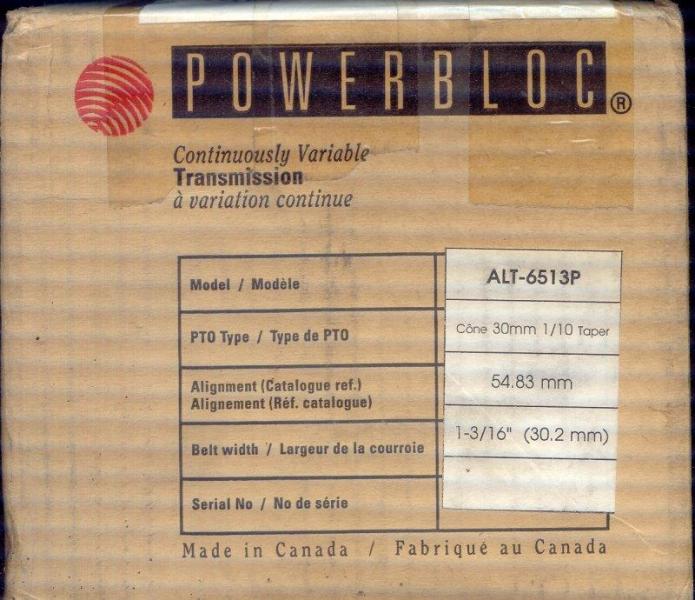 POWERBLOC®
Continuously Variable
Transmission
à variation continue
Model / Modèle ALT-6513P
PTO Type / Type de PTO Cône 30mm 1/10 Taper
Alignment (Catalogue ref.)
Alignement (Réf. catalogue) 54.83 mm
Belt width / Largeur de la courroie 1-3/16" (30.2 mm)
Serial No / No de série
Made in Canada / Fabriqué au Canada